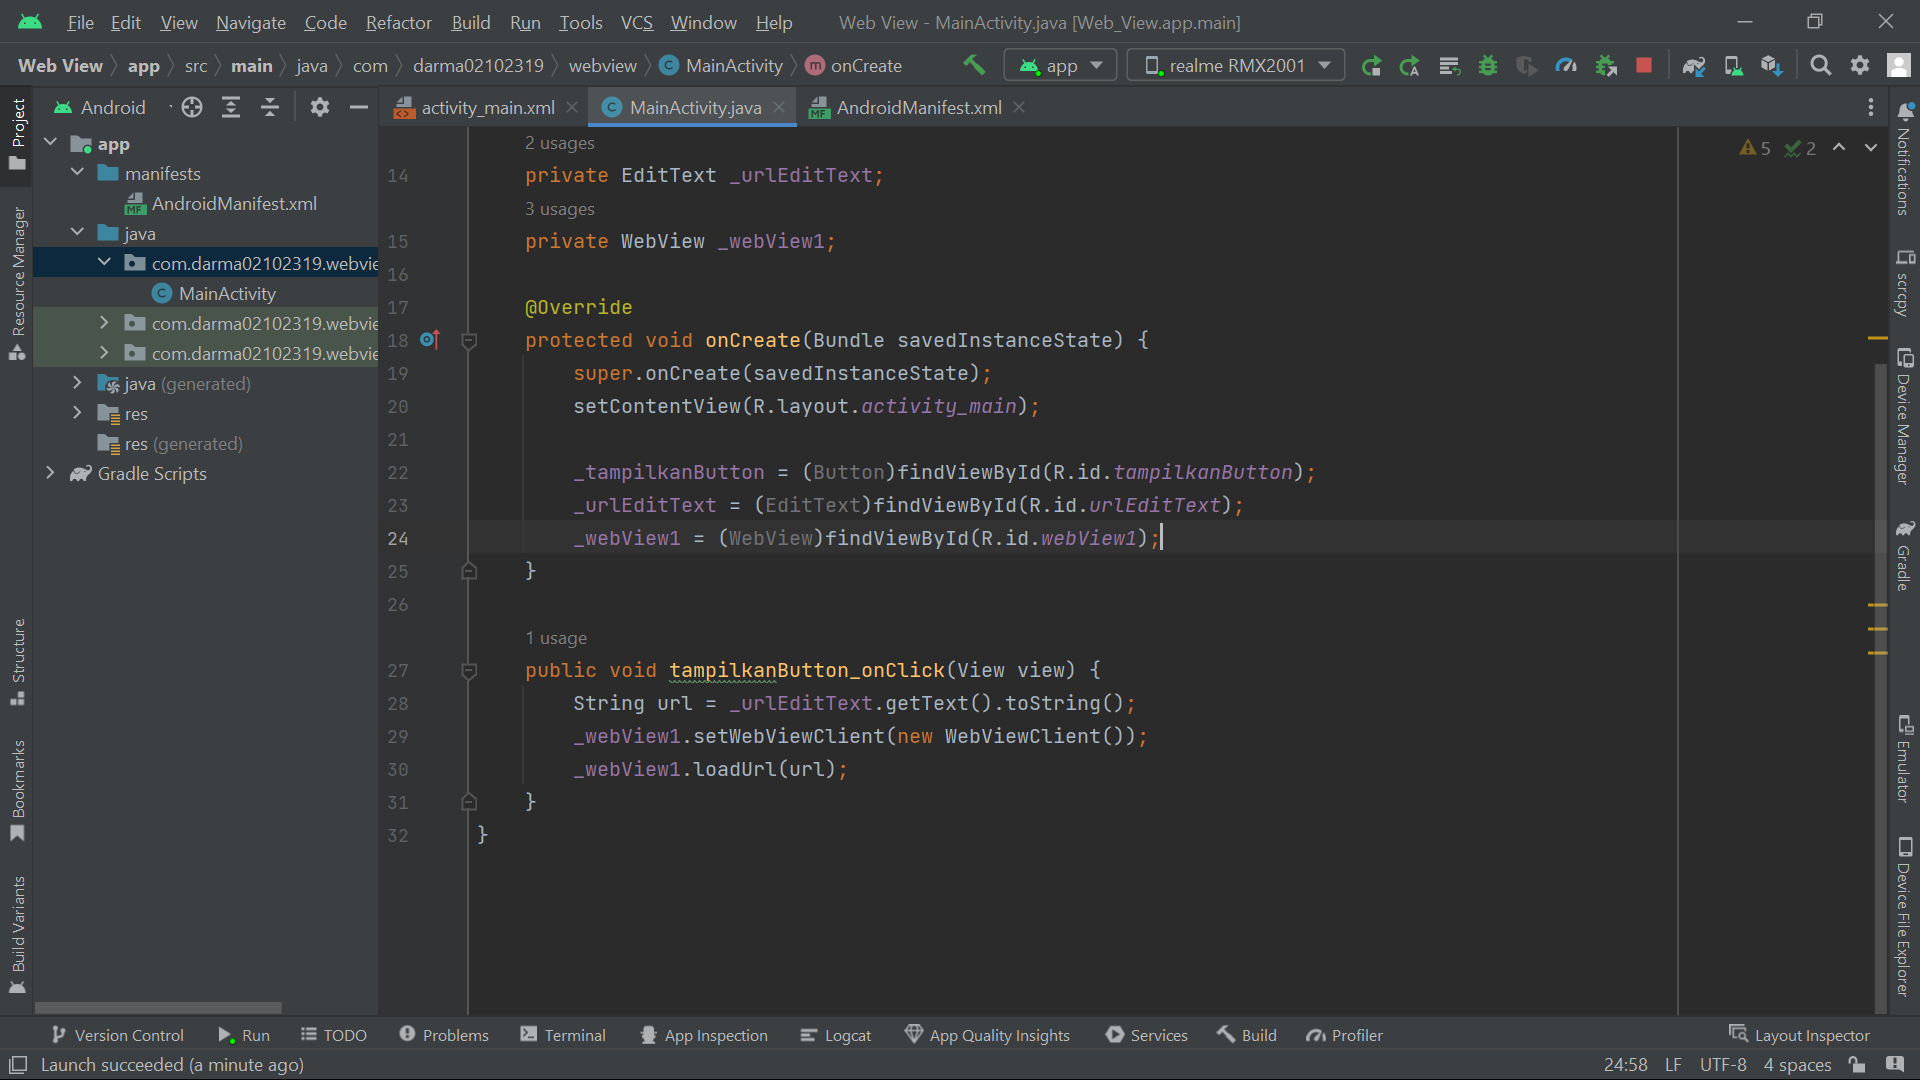 File Edit View Navigate Code Refactor Build Run Tools VCS Window Help Web View - MainActivity.java [Web_View.app.main]
Web View app src main java com darma02102319 webview MainActivity onCreate app realme RMX2001
Android activity_main.xml MainActivity.java AndroidManifest.xml
Project
Resource Manager
Structure
Bookmarks
Build Variants
app
manifests
AndroidManifest.xml
java
com.darma02102319.webvie
MainActivity
com.darma02102319.webvie
com.darma02102319.webvie
java (generated)
res
res (generated)
Gradle Scripts
5 2
2 usages
14 private EditText _urlEditText;
3 usages
15 private WebView _webView1;
16
17 @Override
18 protected void onCreate(Bundle savedInstanceState) {
19 super.onCreate(savedInstanceState);
20 setContentView(R.layout.activity_main);
21
22 _tampilkanButton = (Button)findViewById(R.id.tampilkanButton);
23 _urlEditText = (EditText)findViewById(R.id.urlEditText);
24 _webView1 = (WebView)findViewById(R.id.webView1);
25 }
26
1 usage
27 public void tampilkanButton_onClick(View view) {
28 String url = _urlEditText.getText().toString();
29 _webView1.setWebViewClient(new WebViewClient());
30 _webView1.loadUrl(url);
31 }
32 }
Notifications
scrcpy
Device Manager
Gradle
Emulator
Device File Explorer
Version Control Run TODO Problems Terminal App Inspection Logcat App Quality Insights Services Build Profiler Layout Inspector
Launch succeeded (a minute ago) 24:58 LF UTF-8 4 spaces